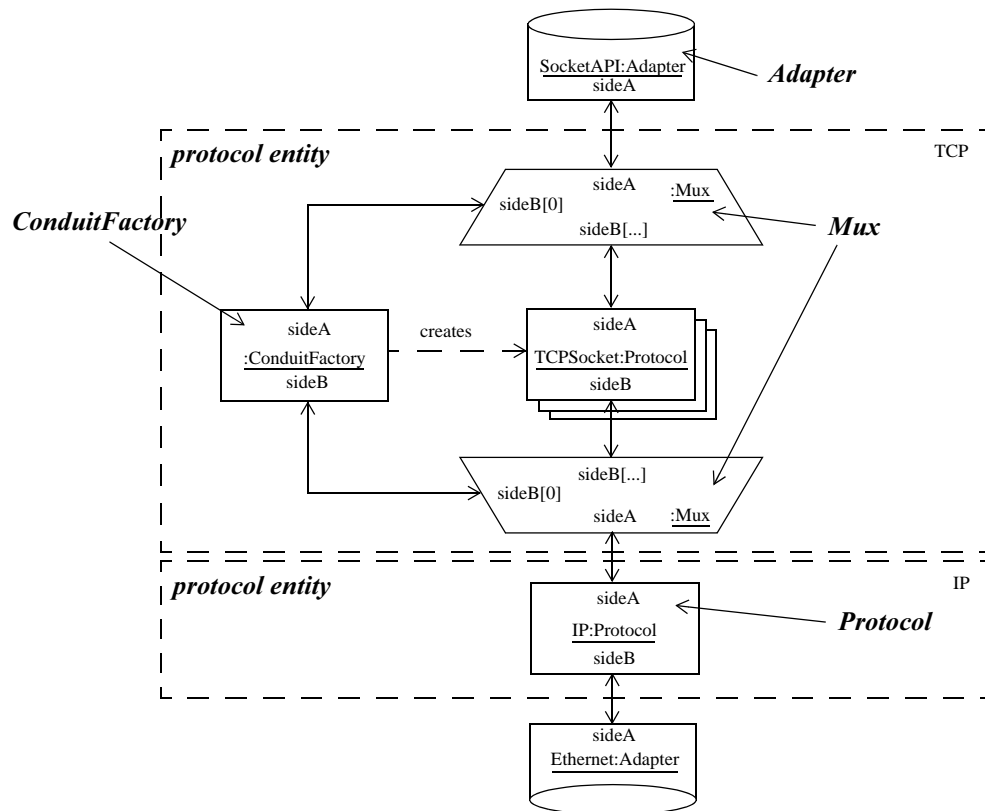 SocketAPI:Adapter
sideA
Adapter
protocol entity
TCP
sideA
:Mux
sideB[0]
sideB[...]
ConduitFactory
Mux
sideA
:ConduitFactory
sideB
creates
sideA
TCPSocket:Protocol
sideB
sideB[...]
sideB[0]
sideA
:Mux
protocol entity
IP
sideA
IP:Protocol
sideB
Protocol
sideA
Ethernet:Adapter